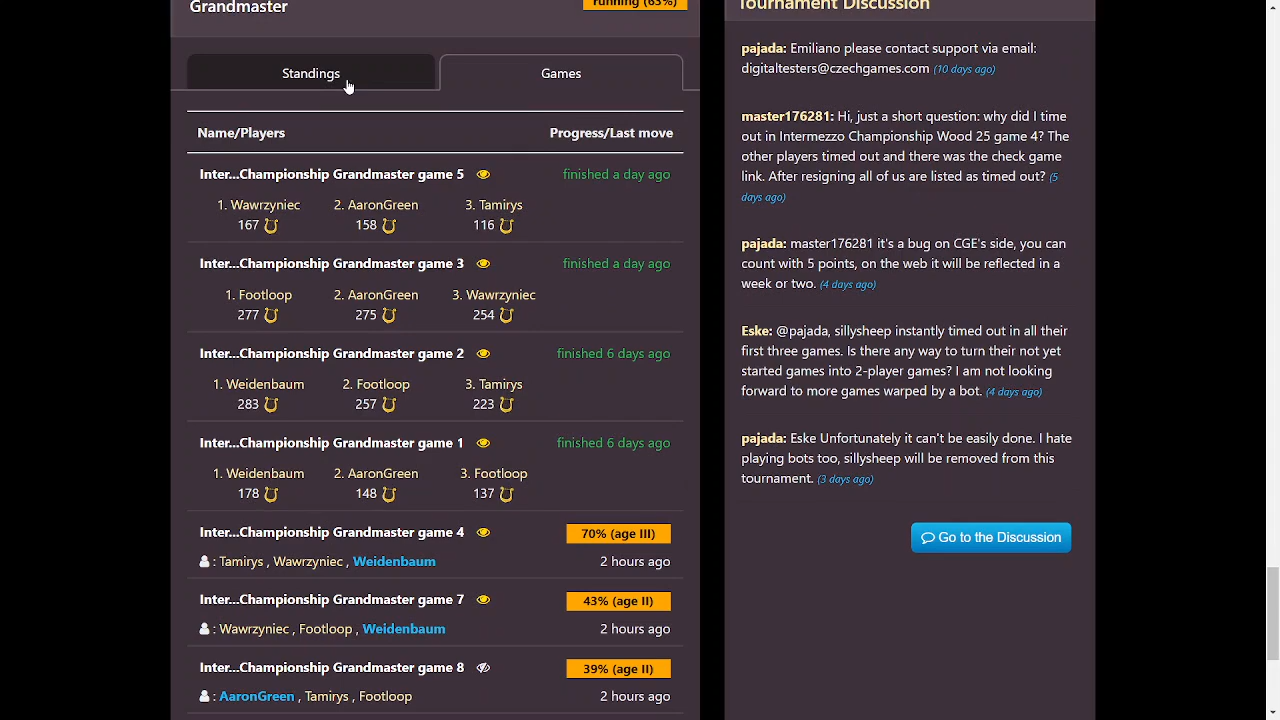 Grandmaster
running (63%)
Standings
Games
Name/Players
Progress/Last move
Inter...Championship Grandmaster game 5
finished a day ago
1. Wawrzyniec
2. AaronGreen
3. Tamirys
167
158
116
Inter...Championship Grandmaster game 3
finished a day ago
1. Footloop
2. AaronGreen
3. Wawrzyniec
277
275
254
Inter...Championship Grandmaster game 2
finished 6 days ago
1. Weidenbaum
2. Footloop
3. Tamirys
283
257
223
Inter...Championship Grandmaster game 1
finished 6 days ago
1. Weidenbaum
2. AaronGreen
3. Footloop
178
148
137
Inter...Championship Grandmaster game 4
70% (age III)
: Tamirys , Wawrzyniec , Weidenbaum
2 hours ago
Inter...Championship Grandmaster game 7
43% (age II)
: Wawrzyniec , Footloop , Weidenbaum
2 hours ago
Inter...Championship Grandmaster game 8
39% (age II)
: AaronGreen , Tamirys , Footloop
2 hours ago
Tournament Discussion
pajada: Emiliano please contact support via email:
digitaltesters@czechgames.com (10 days ago)
master176281: Hi, just a short question: why did I time
out in Intermezzo Championship Wood 25 game 4? The
other players timed out and there was the check game
link. After resigning all of us are listed as timed out? (5
days ago)
pajada: master176281 it's a bug on CGE's side, you can
count with 5 points, on the web it will be reflected in a
week or two. (4 days ago)
Eske: @pajada, sillysheep instantly timed out in all their
first three games. Is there any way to turn their not yet
started games into 2-player games? I am not looking
forward to more games warped by a bot. (4 days ago)
pajada: Eske Unfortunately it can't be easily done. I hate
playing bots too, sillysheep will be removed from this
tournament. (3 days ago)
Go to the Discussion